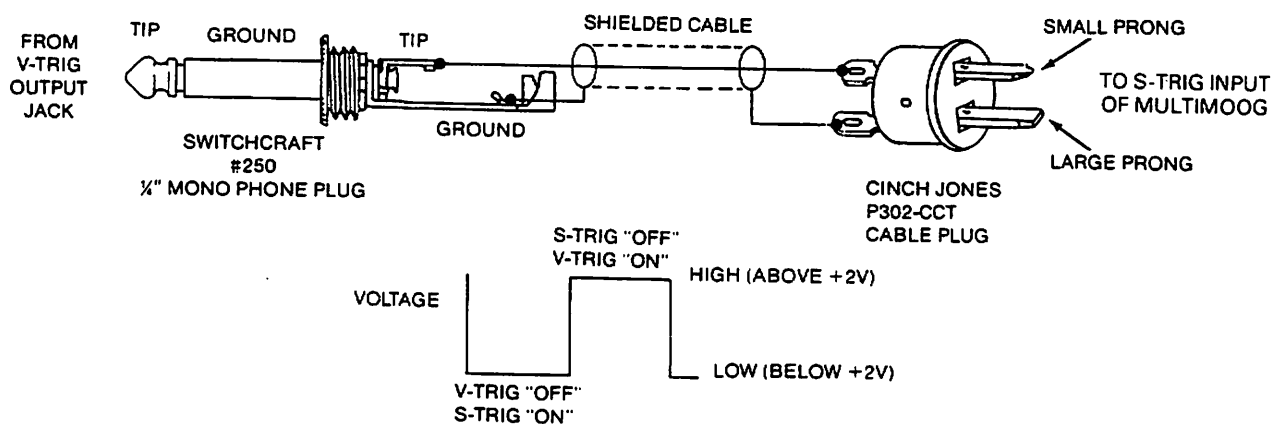 FROM
V-TRIG
OUTPUT
JACK
TIP
GROUND
TIP
GROUND
SWITCHCRAFT
#250
¼" MONO PHONE PLUG
SHIELDED CABLE
SMALL PRONG
TO S-TRIG INPUT
OF MULTIMOOG
LARGE PRONG
CINCH JONES
P302-CCT
CABLE PLUG
S-TRIG "OFF"
V-TRIG "ON"
VOLTAGE
HIGH (ABOVE +2V)
LOW (BELOW +2V)
V-TRIG "OFF"
S-TRIG "ON"